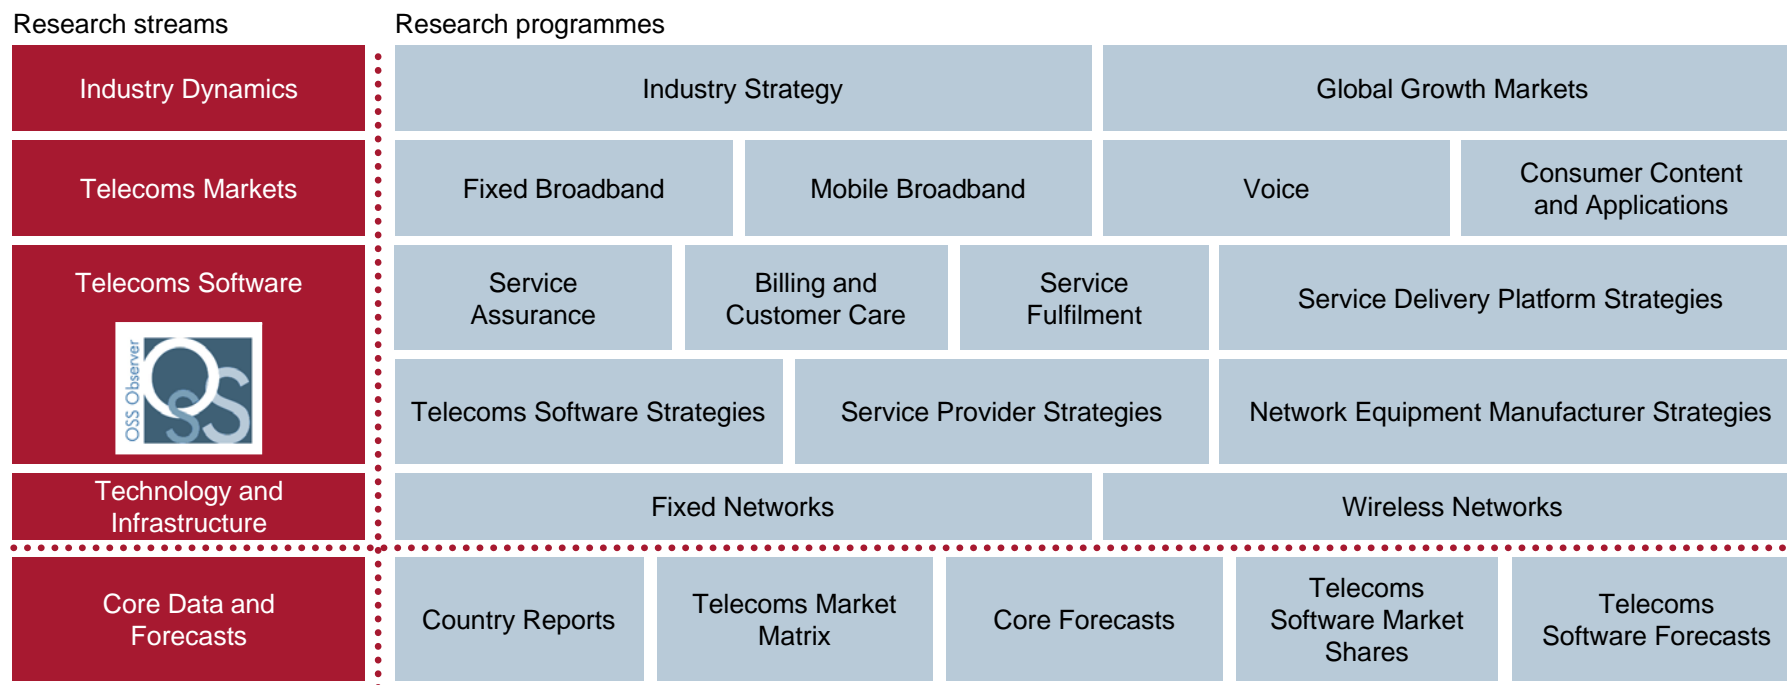 Research streams
Research programmes
Industry Dynamics
Industry Strategy
Global Growth Markets
Telecoms Markets
Fixed Broadband
Mobile Broadband
Voice
Consumer Content
and Applications
Telecoms Software
OSS Observer
OSS
Service
Assurance
Billing and
Customer Care
Service
Fulfilment
Service Delivery Platform Strategies
Telecoms Software Strategies
Service Provider Strategies
Network Equipment Manufacturer Strategies
Technology and
Infrastructure
Fixed Networks
Wireless Networks
Core Data and
Forecasts
Country Reports
Telecoms Market
Matrix
Core Forecasts
Telecoms
Software Market
Shares
Telecoms
Software Forecasts